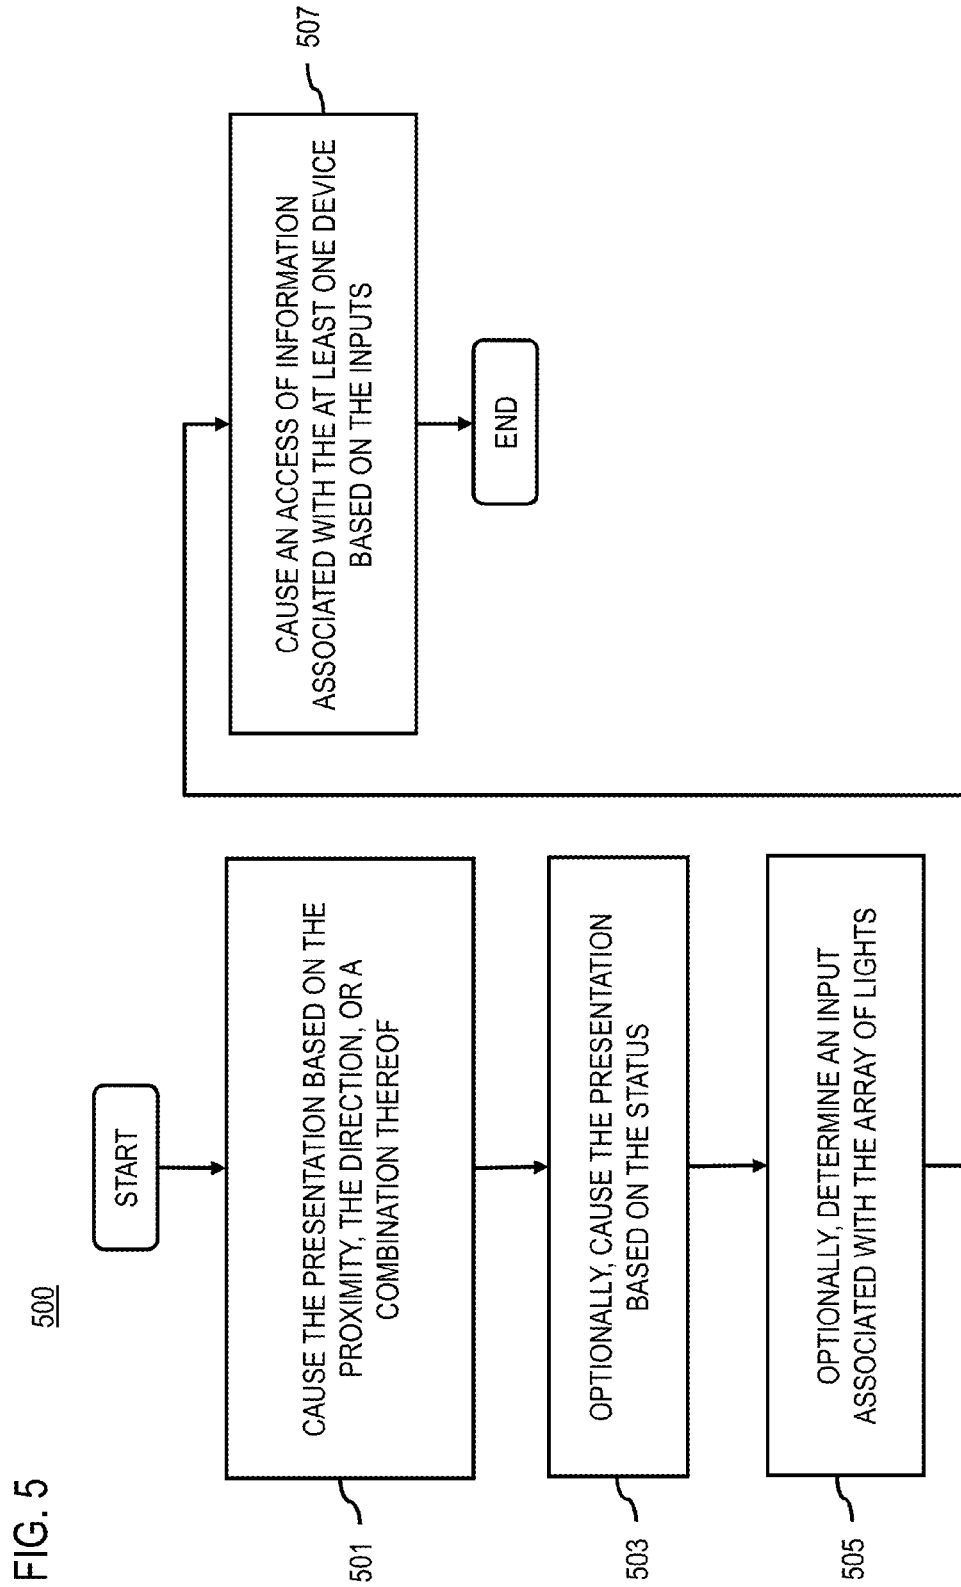 FIG. 5
500
START
CAUSE THE PRESENTATION BASED ON THE
PROXIMITY, THE DIRECTION, OR A
COMBINATION THEREOF
501
OPTIONALLY, CAUSE THE PRESENTATION
BASED ON THE STATUS
503
OPTIONALLY, DETERMINE AN INPUT
ASSOCIATED WITH THE ARRAY OF LIGHTS
505
CAUSE AN ACCESS OF INFORMATION
ASSOCIATED WITH THE AT LEAST ONE DEVICE
BASED ON THE INPUTS
507
END